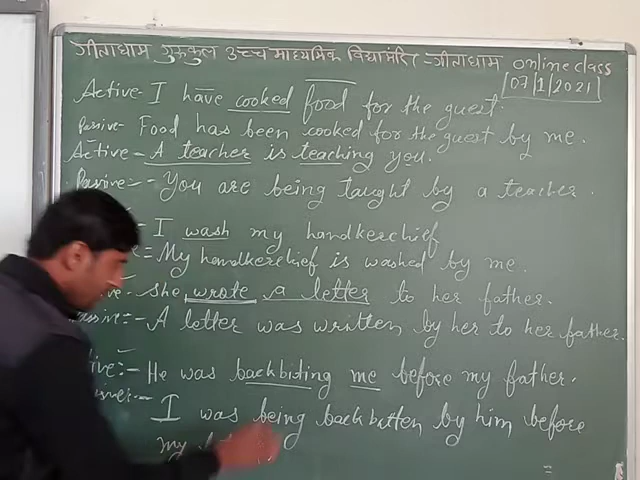 गीताधाम गुरुकुल उच्च माध्यमिक विद्यामंदिर-गीताधाम online class
07/1/2021
Active- I have cooked food for the guest.
Passive- Food has been cooked for the guest by me.
Active- A teacher is teaching you.
Passive:- You are being taught by a teacher.
I wash my handkerchief
My handkerchief is washed by me.
She wrote a letter to her father.
Passive:- A letter was written by her to her father.
He was backbiting me before my father.
I was being backbitten by him before
my